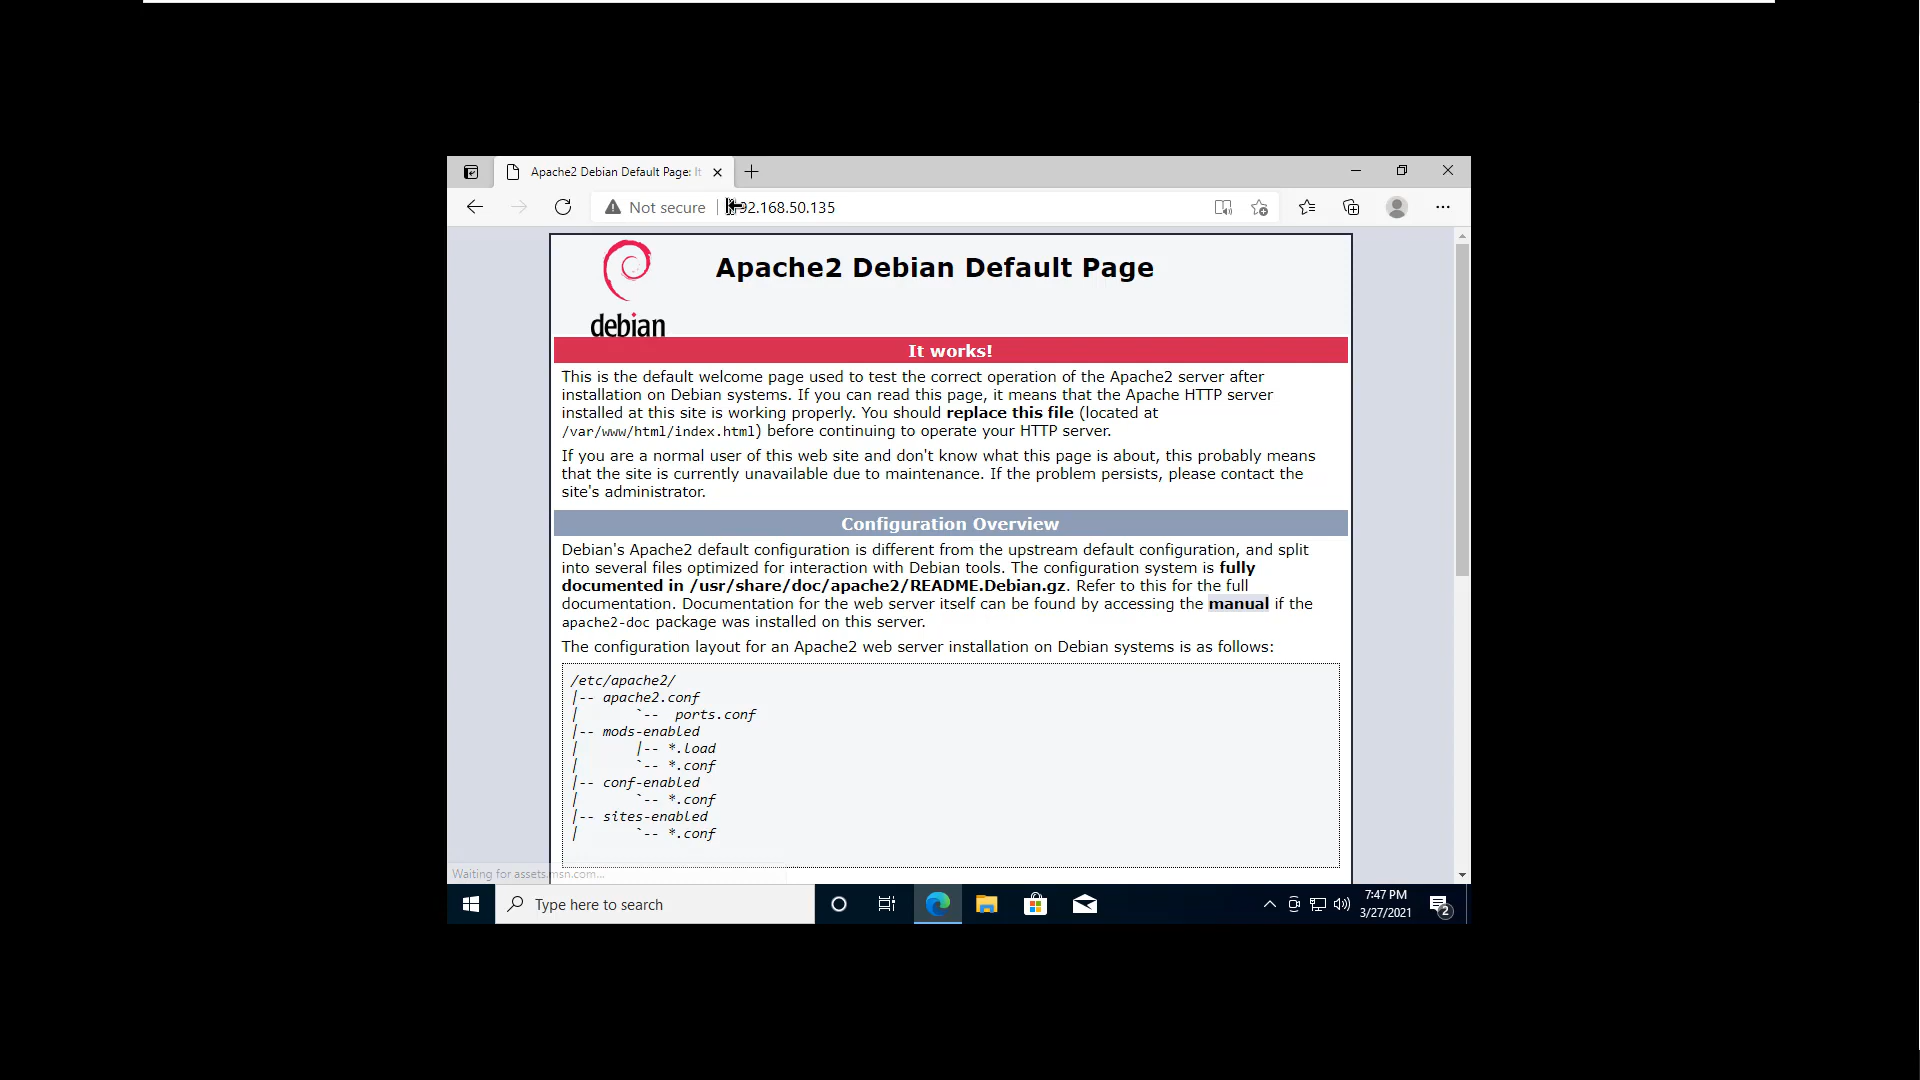 Apache2 Debian Default Page: It
Not secure | 92.168.50.135
debian
Apache2 Debian Default Page
It works!
This is the default welcome page used to test the correct operation of the Apache2 server after
installation on Debian systems. If you can read this page, it means that the Apache HTTP server
installed at this site is working properly. You should replace this file (located at
/var/www/html/index.html) before continuing to operate your HTTP server.
If you are a normal user of this web site and don't know what this page is about, this probably means
that the site is currently unavailable due to maintenance. If the problem persists, please contact the
site's administrator.
Configuration Overview
Debian's Apache2 default configuration is different from the upstream default configuration, and split
into several files optimized for interaction with Debian tools. The configuration system is fully
documented in /usr/share/doc/apache2/README.Debian.gz. Refer to this for the full
documentation. Documentation for the web server itself can be found by accessing the manual if the
apache2-doc package was installed on this server.
The configuration layout for an Apache2 web server installation on Debian systems is as follows:
/etc/apache2/
|-- apache2.conf
|       `--  ports.conf
|-- mods-enabled
|       |-- *.load
|       `-- *.conf
|-- conf-enabled
|       `-- *.conf
|-- sites-enabled
|       `-- *.conf
Waiting for assets.msn.com...
Type here to search
7:47 PM
3/27/2021
2